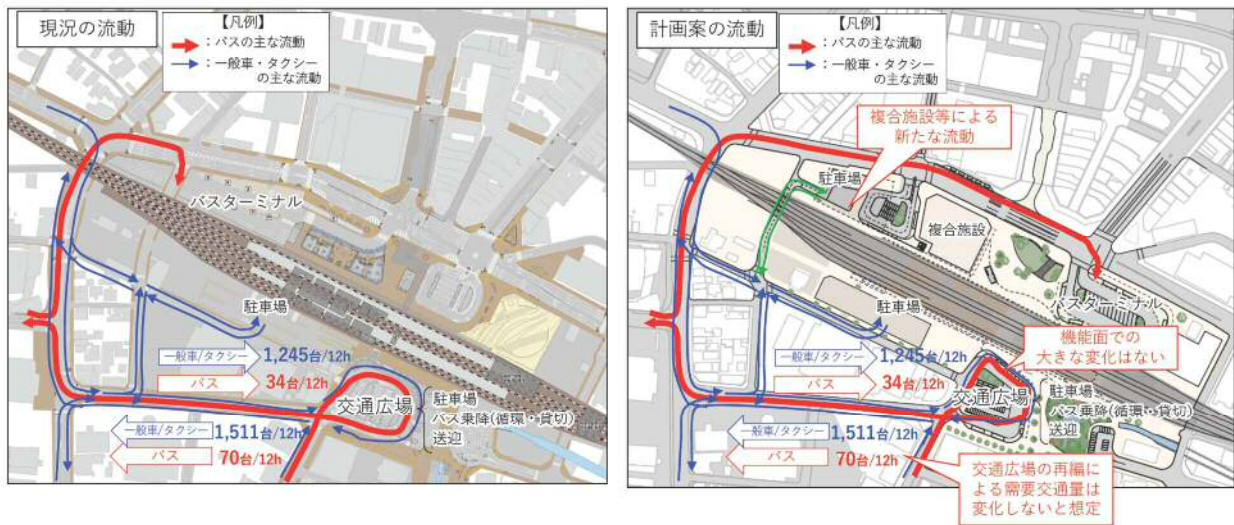 現況の流動
【凡例】
：バスの主な流動
：一般車・タクシー
の主な流動
バスターミナル
駐車場
一般車/タクシー
1,245台/12h
バス
34台/12h
交通広場
駐車場
バス乗降(循環・貸切)
送迎
一般車/タクシー
1,511台/12h
バス
70台/12h
計画案の流動
【凡例】
：バスの主な流動
：一般車・タクシー
の主な流動
複合施設等による
新たな流動
駐車場
複合施設
バスターミナル
駐車場
機能面での
大きな変化はない
一般車/タクシー
1,245台/12h
バス
34台/12h
交通広場
駐車場
バス乗降(循環・貸切)
送迎
一般車/タクシー
1,511台/12h
バス
70台/12h
交通広場の再編に
よる需要交通量は
変化しないと想定